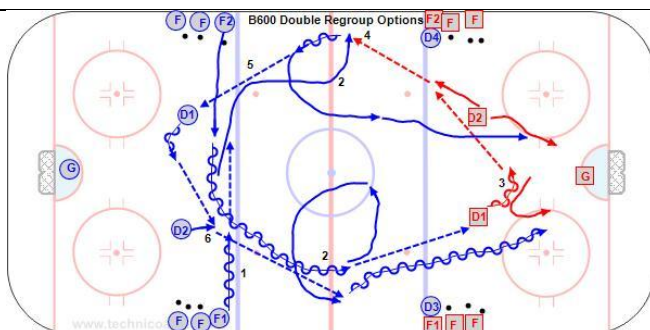 F F F2 B600 Double Regroup Options F2 F F
4 D4
5
D1 2 D2
G 3 G
D2 D1
6 2
1
D3
F F F1 F1 F F
www.technicoa